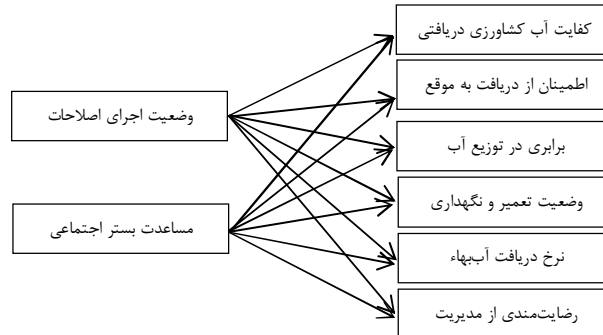 کفایت آب کشاورزی دریافتی
اطمینان از دریافت به موقع
برابری در توزیع آب
وضعیت تعمیر و نگهداری
نرخ دریافت آب‌بهاء
رضایت‌مندی از مدیریت
وضعیت اجرای اصلاحات
مساعدت بستر اجتماعی